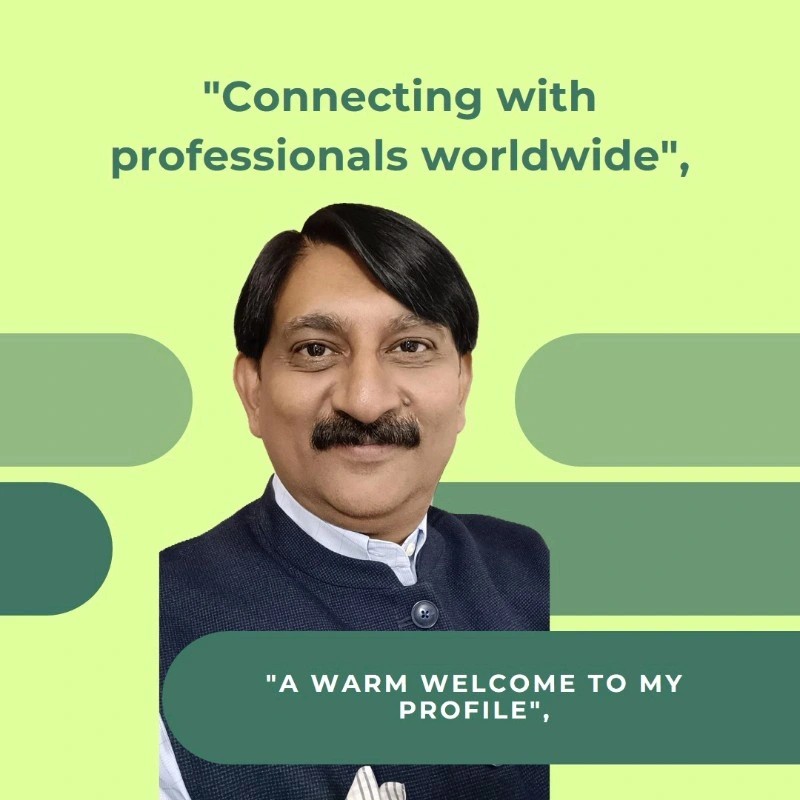 "Connecting with
professionals worldwide",
"A WARM WELCOME TO MY
PROFILE",